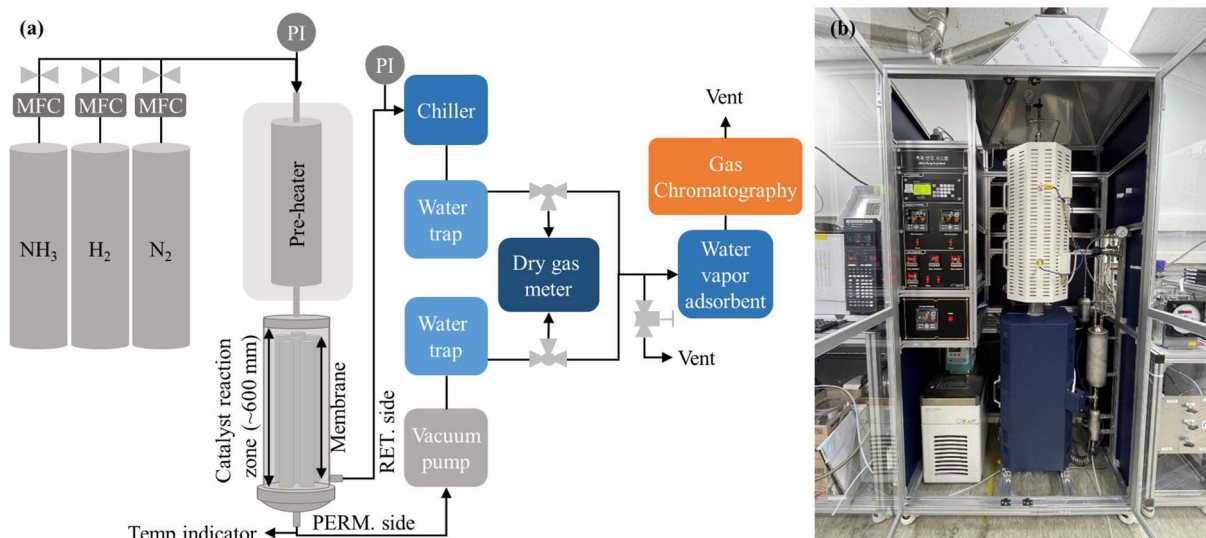 (a)
PI
PI
MFC
MFC
MFC
NH3
H2
N2
Pre-heater
Catalyst reaction
zone (~600 mm)
Membrane
RET. side
Temp indicator
PERM. side
Chiller
Water
trap
Water
trap
Vacuum
pump
Dry gas
meter
Vent
Gas
Chromatography
Water
vapor
adsorbent
Vent
(b)